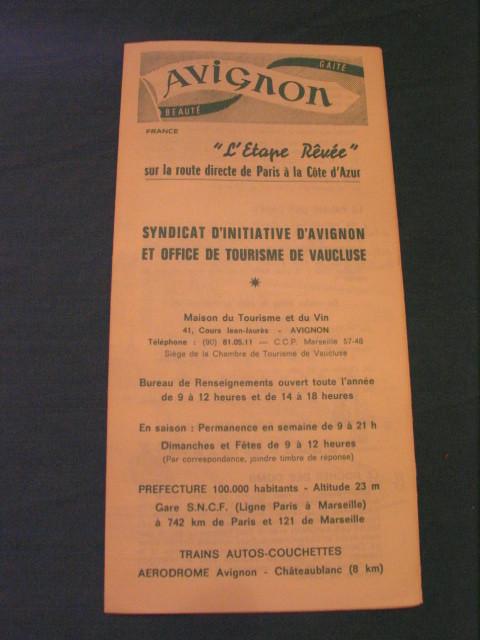 GAITÉ
AVIGNON
BEAUTÉ
FRANCE
"L'Etape Rêvée"
sur la route directe de Paris à la Côte d'Azur
SYNDICAT D'INITIATIVE D'AVIGNON
ET OFFICE DE TOURISME DE VAUCLUSE
Maison du Tourisme et du Vin
41, Cours Jean-Jaurès - AVIGNON
Téléphone : (90) 81.05.11 — C.C.P. Marseille 57-48
Siège de la Chambre de Tourisme de Vaucluse
Bureau de Renseignements ouvert toute l'année
de 9 à 12 heures et de 14 à 18 heures
En saison : Permanence en semaine de 9 à 21 h
Dimanches et Fêtes de 9 à 12 heures
(Par correspondance, joindre timbre de réponse)
PREFECTURE 100.000 habitants - Altitude 23 m
Gare S.N.C.F. (Ligne Paris à Marseille)
à 742 km de Paris et 121 de Marseille
TRAINS AUTOS-COUCHETTES
AERODROME Avignon - Châteaublanc (8 km)